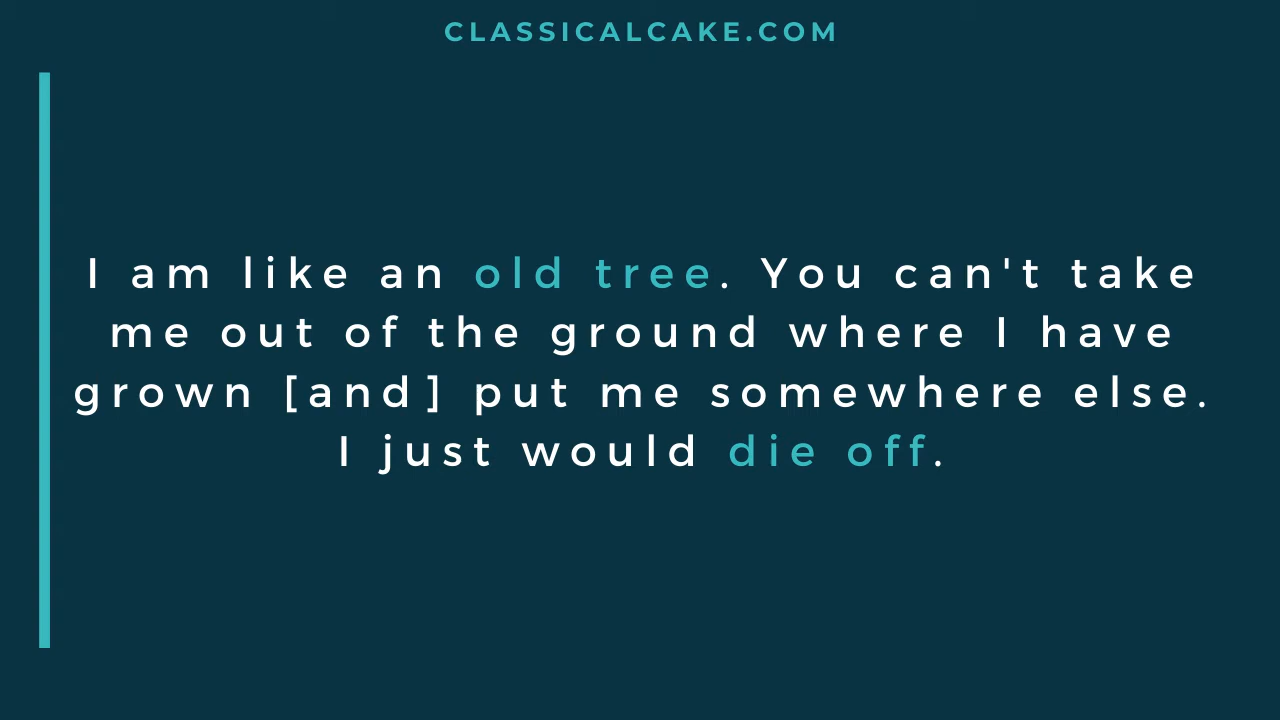 CLASSICALCAKE.COM
I am like an old tree. You can't take
me out of the ground where I have
grown [and] put me somewhere else.
I just would die off.